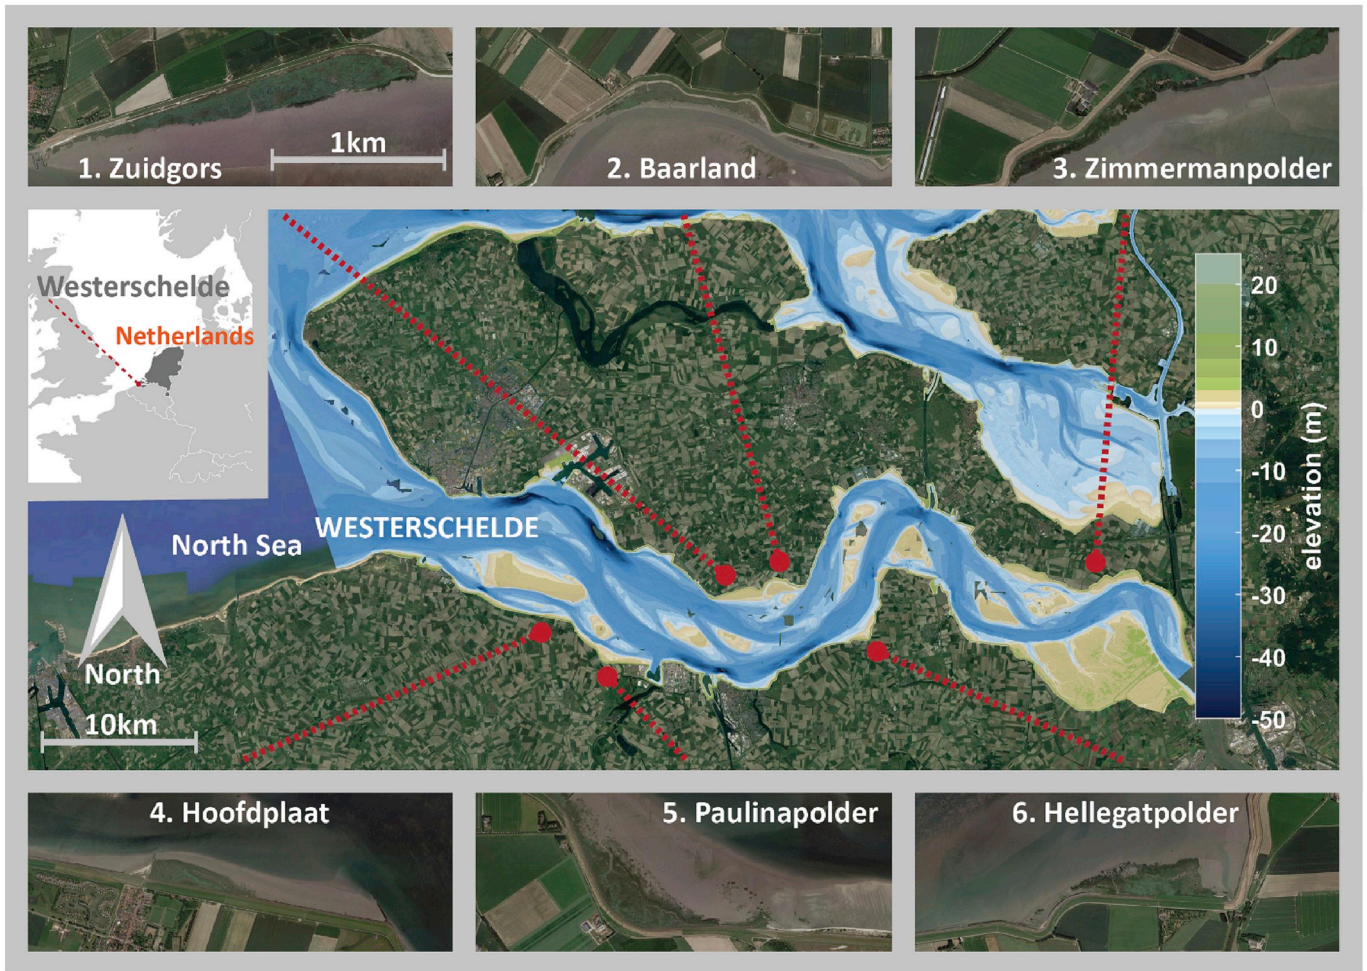 1km
1. Zuidgors
2. Baarland
3. Zimmermanpolder
Westerschelde
Netherlands
WESTERSCHELDE
North Sea
North
10km
20
10
0
-10
-20
-30
-40
-50
elevation (m)
4. Hoofdplaat
5. Paulinapolder
6. Hellegatpolder